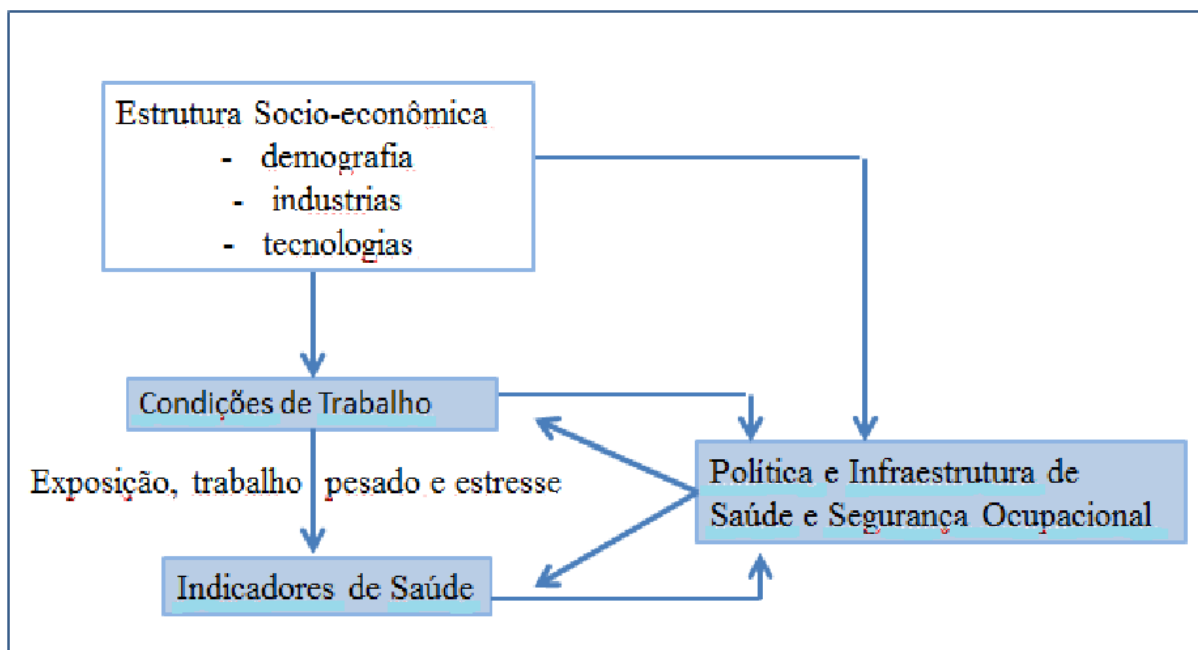 Estrutura Socio-econômica
- demografia
- industrias
- tecnologias
Condições de Trabalho
Exposição, trabalho pesado e estresse
Política e Infraestrutura de
Saúde e Segurança Ocupacional
Indicadores de Saúde